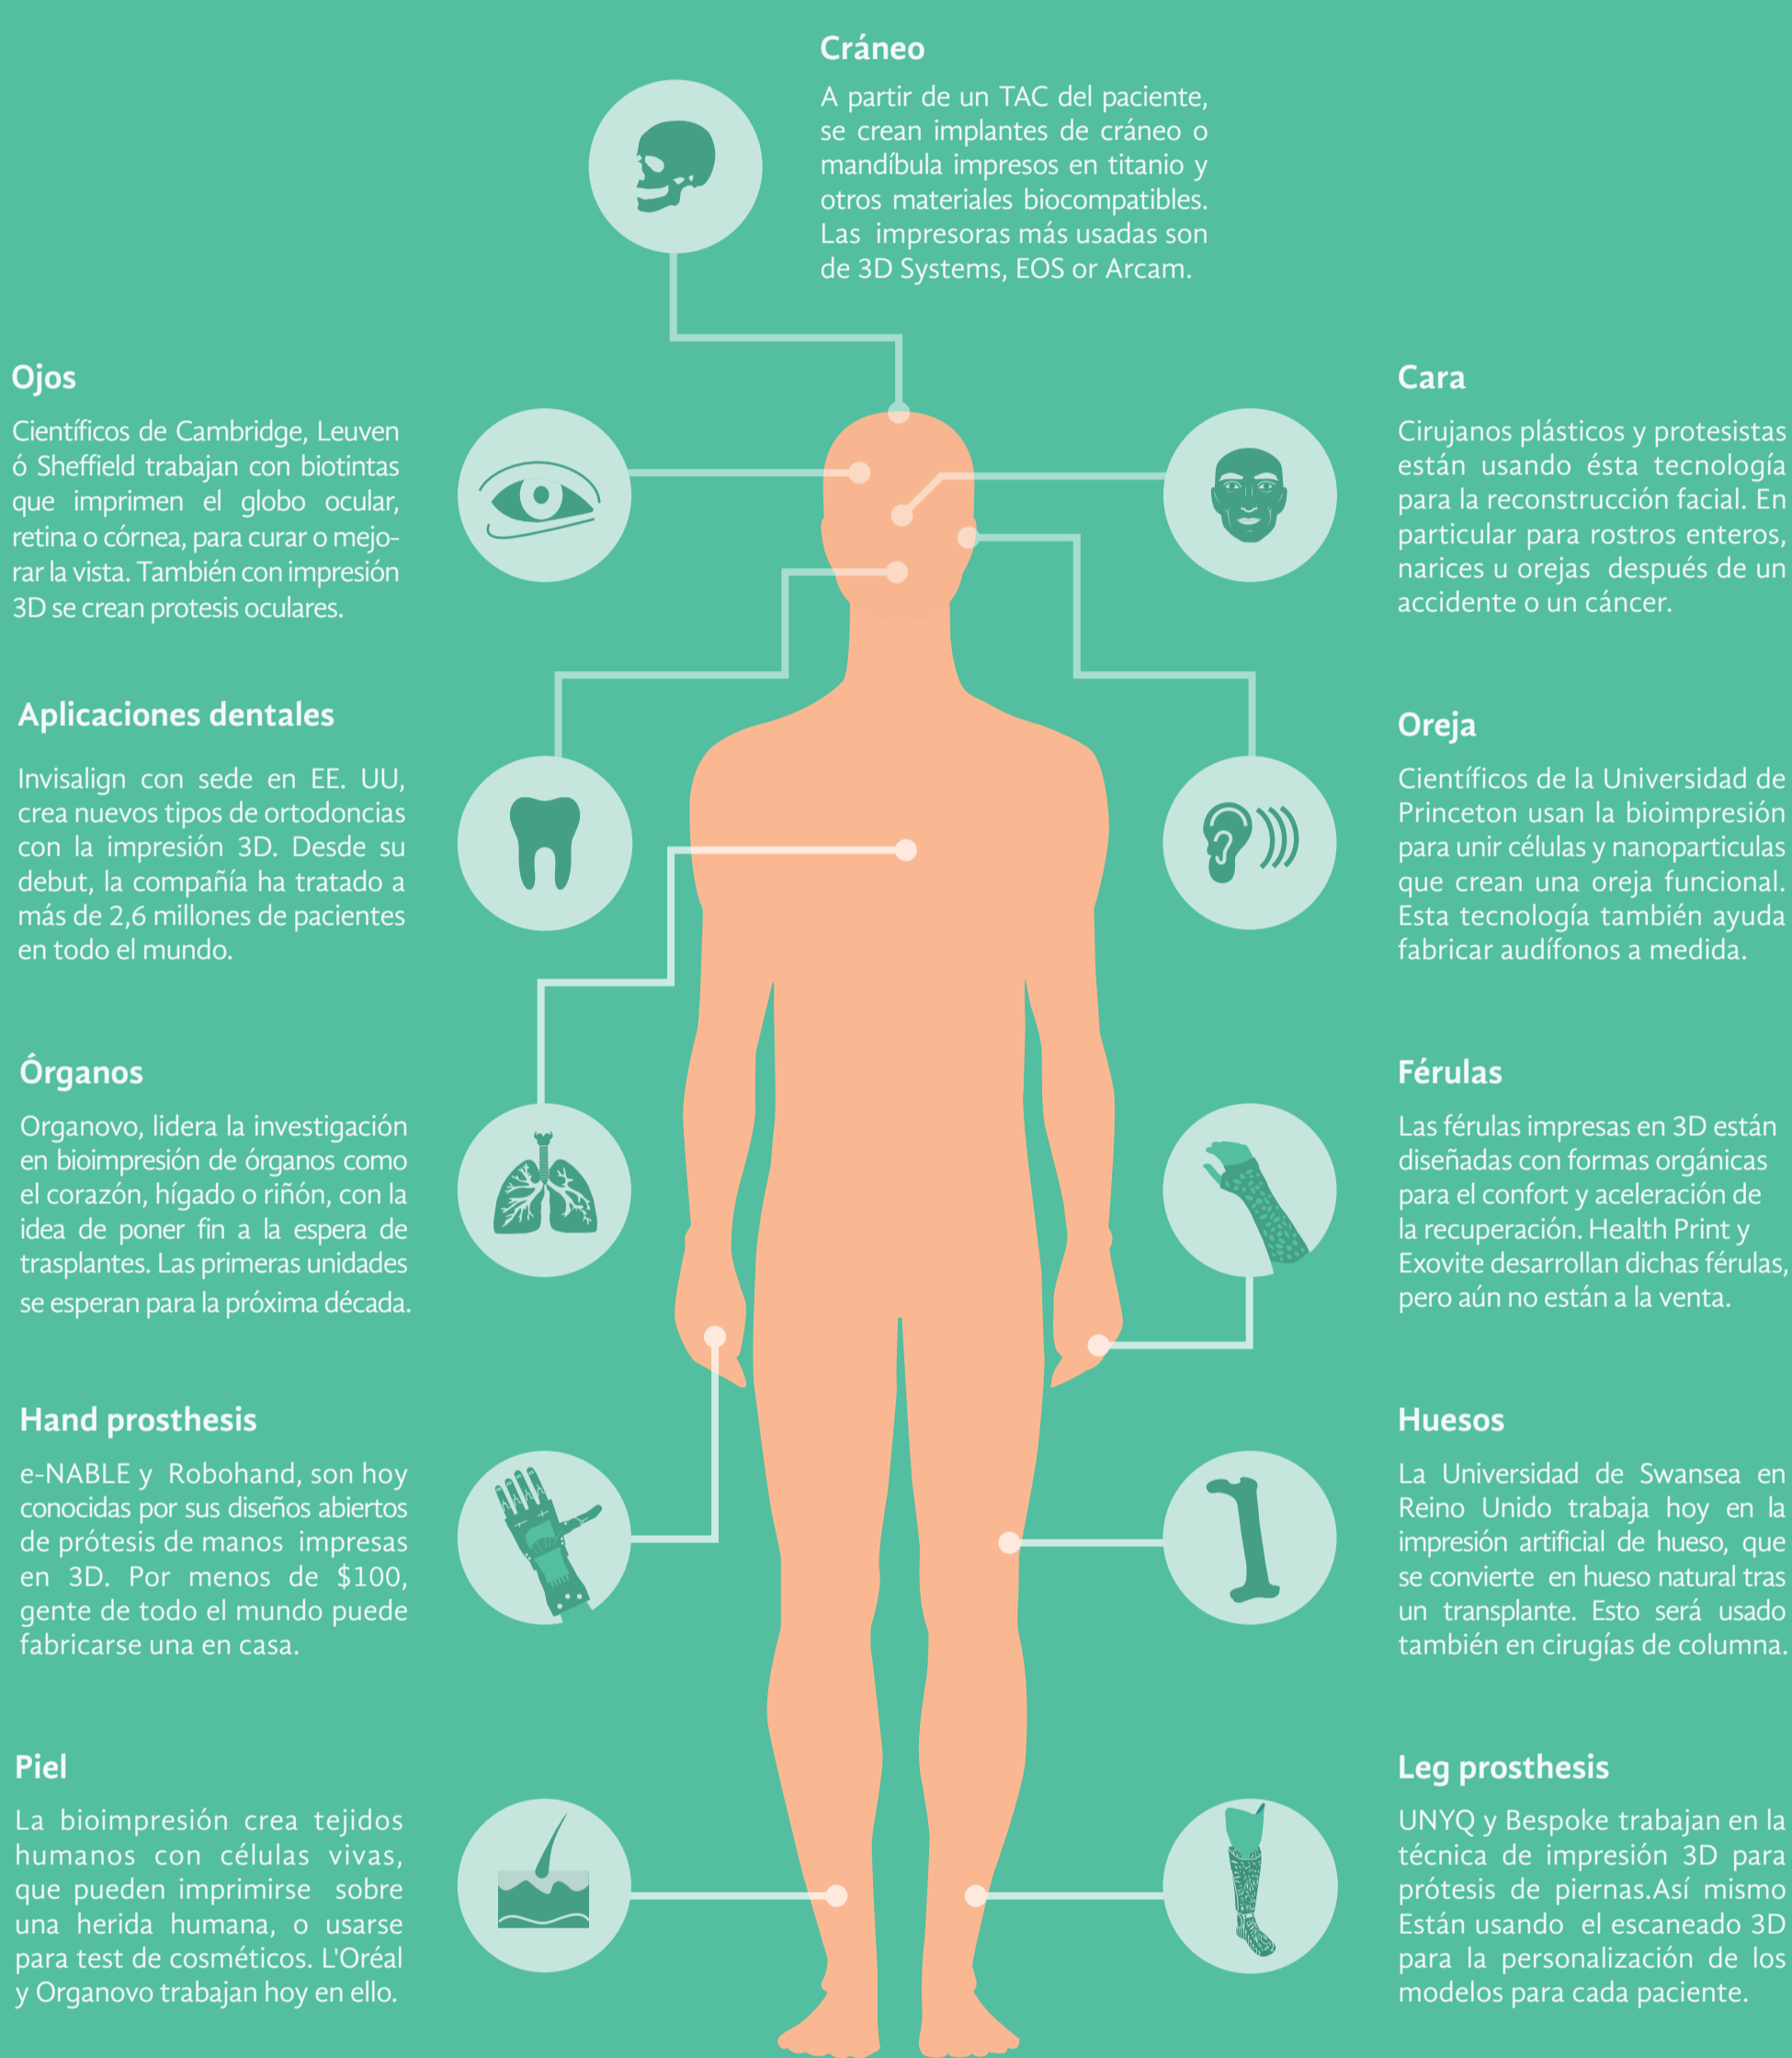 Cráneo
A partir de un TAC del paciente,
se crean implantes de cráneo o
mandíbula impresos en titanio y
otros materiales biocompatibles.
Las impresoras más usadas son
de 3D Systems, EOS or Arcam.
Ojos
Científicos de Cambridge, Leuven
ó Sheffield trabajan con biotintas
que imprimen el globo ocular,
retina o córnea, para curar o mejo-
rar la vista. También con impresión
3D se crean protesis oculares.
Aplicaciones dentales
Invisalign con sede en EE. UU,
crea nuevos tipos de ortodoncias
con la impresión 3D. Desde su
debut, la compañía ha tratado a
más de 2,6 millones de pacientes
en todo el mundo.
Órganos
Organovo, lidera la investigación
en bioimpresión de órganos como
el corazón, hígado o riñón, con la
idea de poner fin a la espera de
trasplantes. Las primeras unidades
se esperan para la próxima década.
Hand prosthesis
e-NABLE y Robohand, son hoy
conocidas por sus diseños abiertos
de prótesis de manos impresas
en 3D. Por menos de $100,
gente de todo el mundo puede
fabricarse una en casa.
Piel
La bioimpresión crea tejidos
humanos con células vivas,
que pueden imprimirse sobre
una herida humana, o usarse
para test de cosméticos. L'Oréal
y Organovo trabajan hoy en ello.
Cara
Cirujanos plásticos y protesistas
están usando ésta tecnología
para la reconstrucción facial. En
particular para rostros enteros,
narices u orejas después de un
accidente o un cáncer.
Oreja
Científicos de la Universidad de
Princeton usan la bioimpresión
para unir células y nanoparticulas
que crean una oreja funcional.
Esta tecnología también ayuda
fabricar audífonos a medida.
Férulas
Las férulas impresas en 3D están
diseñadas con formas orgánicas
para el confort y aceleración de
la recuperación. Health Print y
Exovite desarrollan dichas férulas,
pero aún no están a la venta.
Huesos
La Universidad de Swansea en
Reino Unido trabaja hoy en la
impresión artificial de hueso, que
se convierte en hueso natural tras
un transplante. Esto será usado
también en cirugías de columna.
Leg prosthesis
UNYQ y Bespoke trabajan en la
técnica de impresión 3D para
prótesis de piernas.Así mismo
Están usando el escaneado 3D
para la personalización de los
modelos para cada paciente.